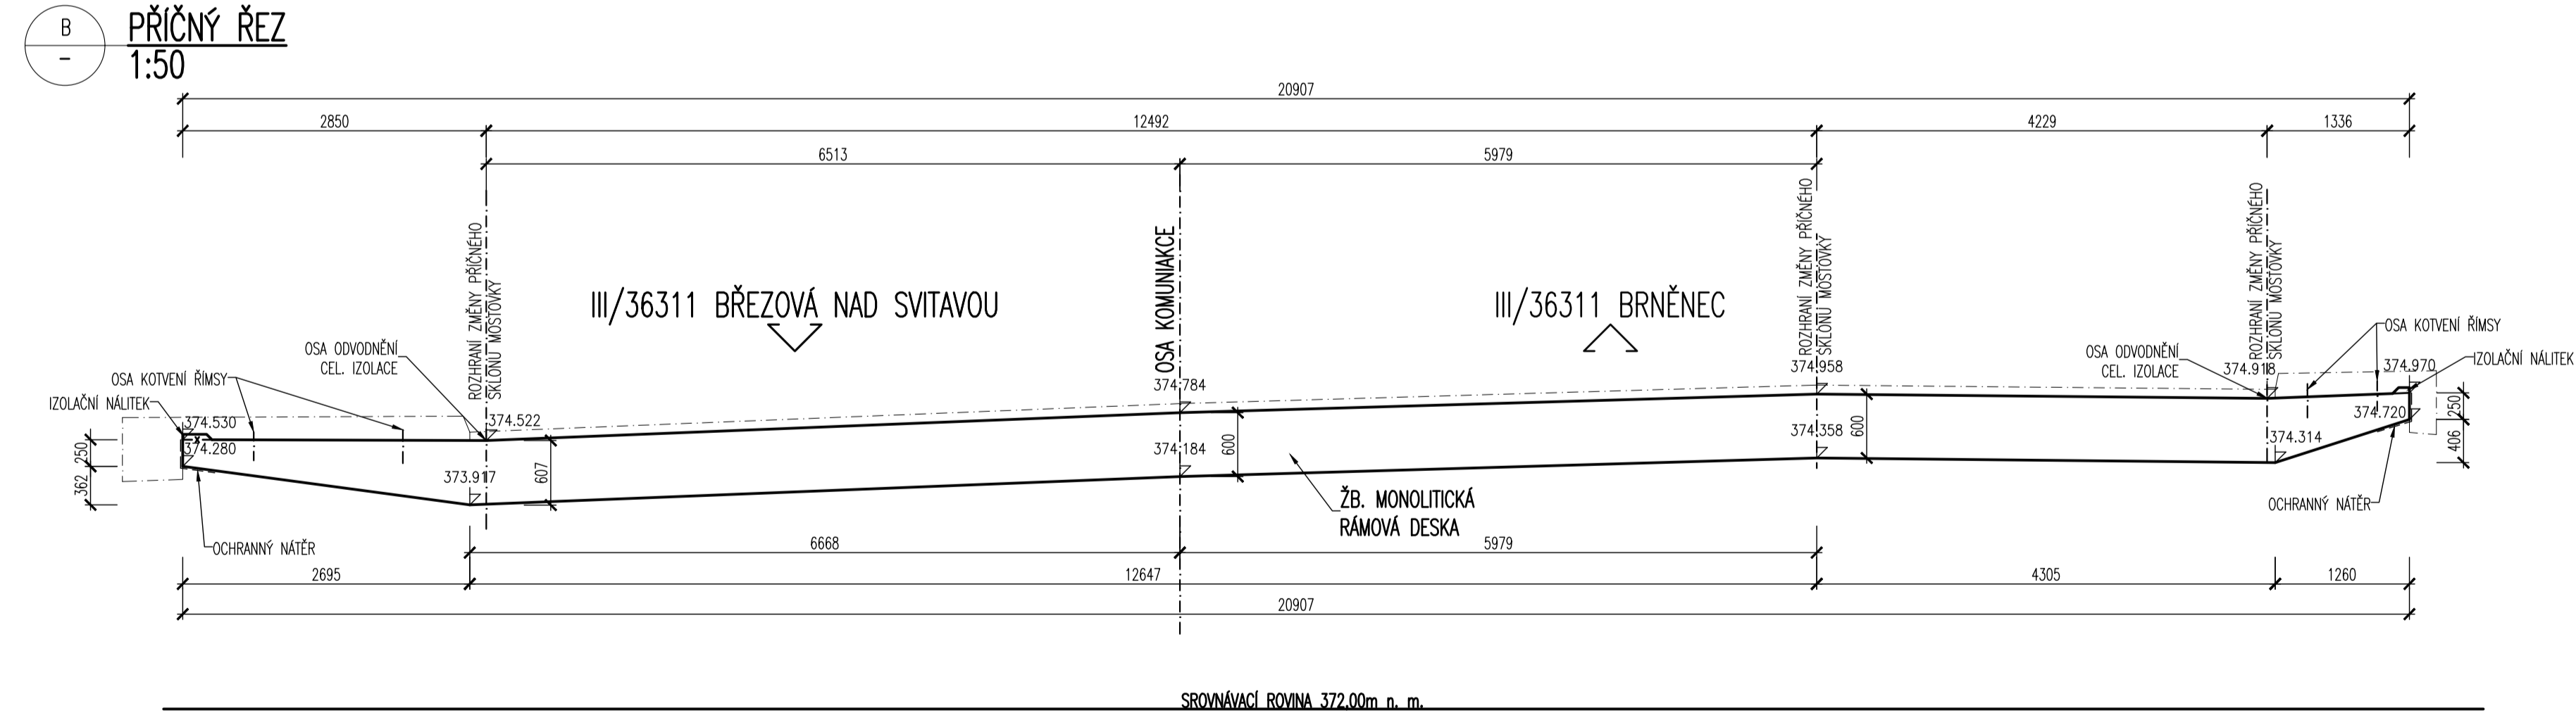 B
-
PŘÍČNÝ ŘEZ
1:50
20907
2850
12492
4229
1336
6513
5979
ROZHRANÍ ZMĚNY PŘÍČNÉHO
SKLONU MOSTOVKY
OSA KOMUNIAKCE
ROZHRANÍ ZMĚNY PŘÍČNÉHO
SKLONU MOSTOVKY
ROZHRANÍ ZMĚNY PŘÍČNÉHO
SKLONU MOSTOVKY
III/36311 BŘEZOVÁ NAD SVITAVOU
III/36311 BRNĚNEC
OSA ODVODNĚNÍ
CEL. IZOLACE
OSA KOTVENÍ ŘÍMSY
IZOLAČNÍ NÁLITEK
OSA ODVODNĚNÍ
CEL. IZOLACE
OSA KOTVENÍ ŘÍMSY
IZOLAČNÍ NÁLITEK
374.530
374.280
374.522
373.917
374.784
374.184
374.958
374.358
374.918
374.314
374.970
374.720
250
362
607
600
600
250
406
OCHRANNÝ NÁTĚR
ŽB. MONOLITICKÁ
RÁMOVÁ DESKA
OCHRANNÝ NÁTĚR
6668
5979
2695
12647
4305
1260
20907
SROVNÁVACÍ ROVINA 372.00m n. m.